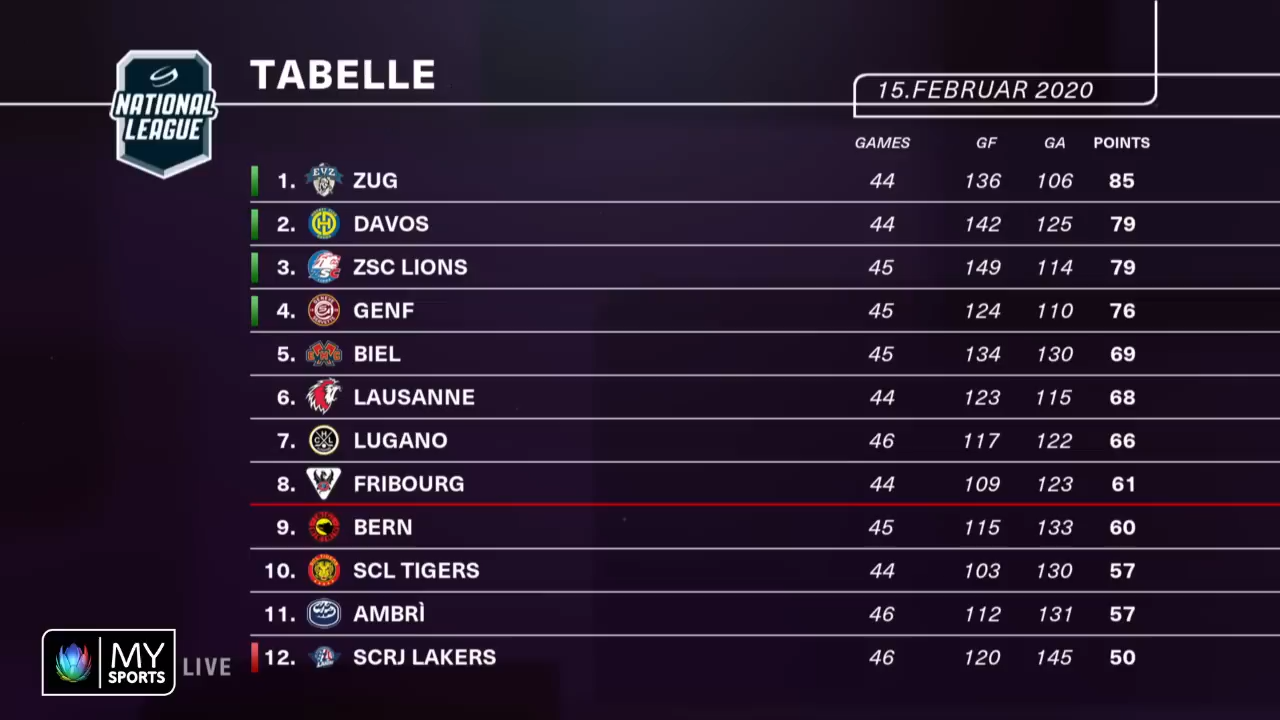 TABELLE
15.FEBRUAR 2020
NATIONAL
LEAGUE
GAMES GF GA POINTS
1. EVZ ZUG 44 136 106 85
2. DAVOS 44 142 125 79
3. ZSC LIONS 45 149 114 79
4. GENF 45 124 110 76
5. BIEL 45 134 130 69
6. LAUSANNE 44 123 115 68
7. LUGANO 46 117 122 66
8. FRIBOURG 44 109 123 61
9. BERN 45 115 133 60
10. SCL TIGERS 44 103 130 57
11. AMBRÌ 46 112 131 57
12. SCRJ LAKERS 46 120 145 50
MY
SPORTS
LIVE